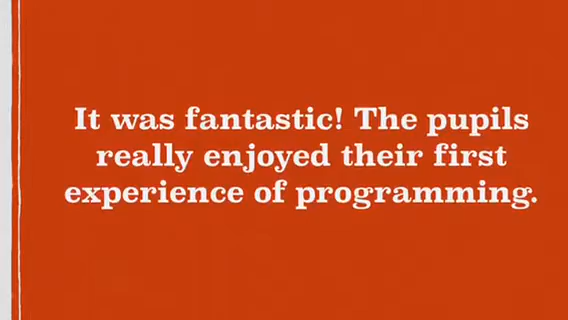 It was fantastic! The pupils
really enjoyed their first
experience of programming.